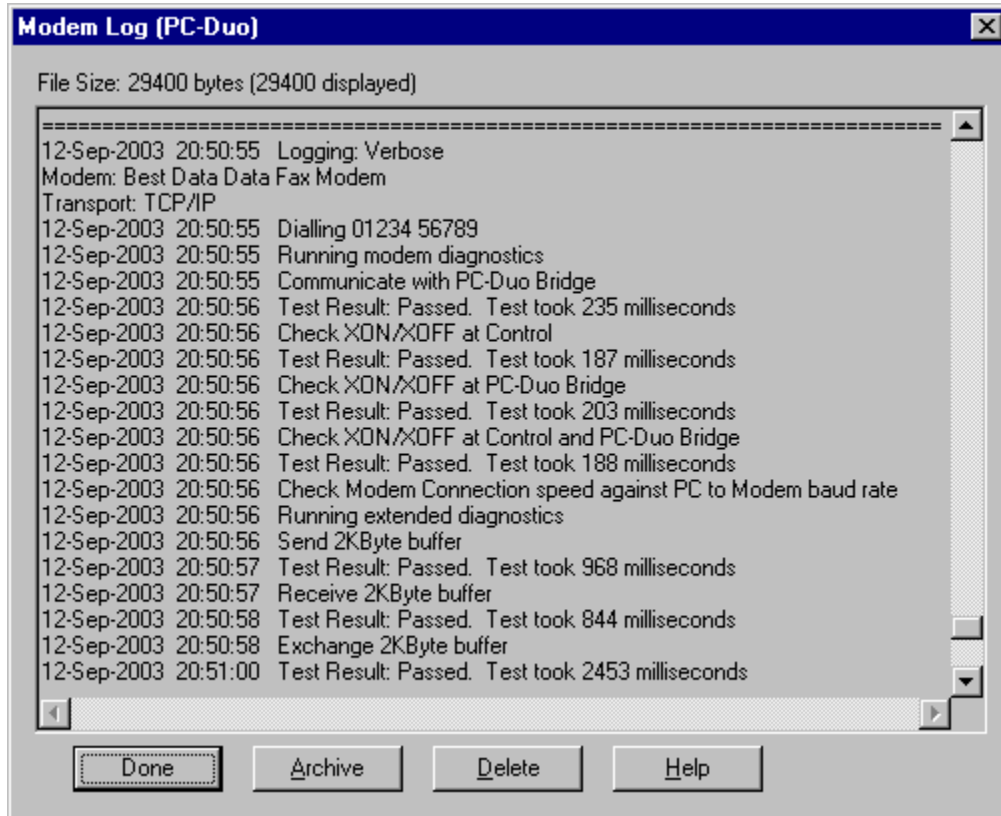 Modem Log (PC-Duo)
File Size: 29400 bytes (29400 displayed)
===========================================================================
12-Sep-2003 20:50:55 Logging: Verbose
Modem: Best Data Data Fax Modem
Transport: TCP/IP
12-Sep-2003 20:50:55 Dialling 01234 56789
12-Sep-2003 20:50:55 Running modem diagnostics
12-Sep-2003 20:50:55 Communicate with PC-Duo Bridge
12-Sep-2003 20:50:56 Test Result: Passed. Test took 235 milliseconds
12-Sep-2003 20:50:56 Check XON/XOFF at Control
12-Sep-2003 20:50:56 Test Result: Passed. Test took 187 milliseconds
12-Sep-2003 20:50:56 Check XON/XOFF at PC-Duo Bridge
12-Sep-2003 20:50:56 Test Result: Passed. Test took 203 milliseconds
12-Sep-2003 20:50:56 Check XON/XOFF at Control and PC-Duo Bridge
12-Sep-2003 20:50:56 Test Result: Passed. Test took 188 milliseconds
12-Sep-2003 20:50:56 Check Modem Connection speed against PC to Modem baud rate
12-Sep-2003 20:50:56 Running extended diagnostics
12-Sep-2003 20:50:56 Send 2KByte buffer
12-Sep-2003 20:50:57 Test Result: Passed. Test took 968 milliseconds
12-Sep-2003 20:50:57 Receive 2KByte buffer
12-Sep-2003 20:50:58 Test Result: Passed. Test took 844 milliseconds
12-Sep-2003 20:50:58 Exchange 2KByte buffer
12-Sep-2003 20:51:00 Test Result: Passed. Test took 2453 milliseconds
Done Archive Delete Help